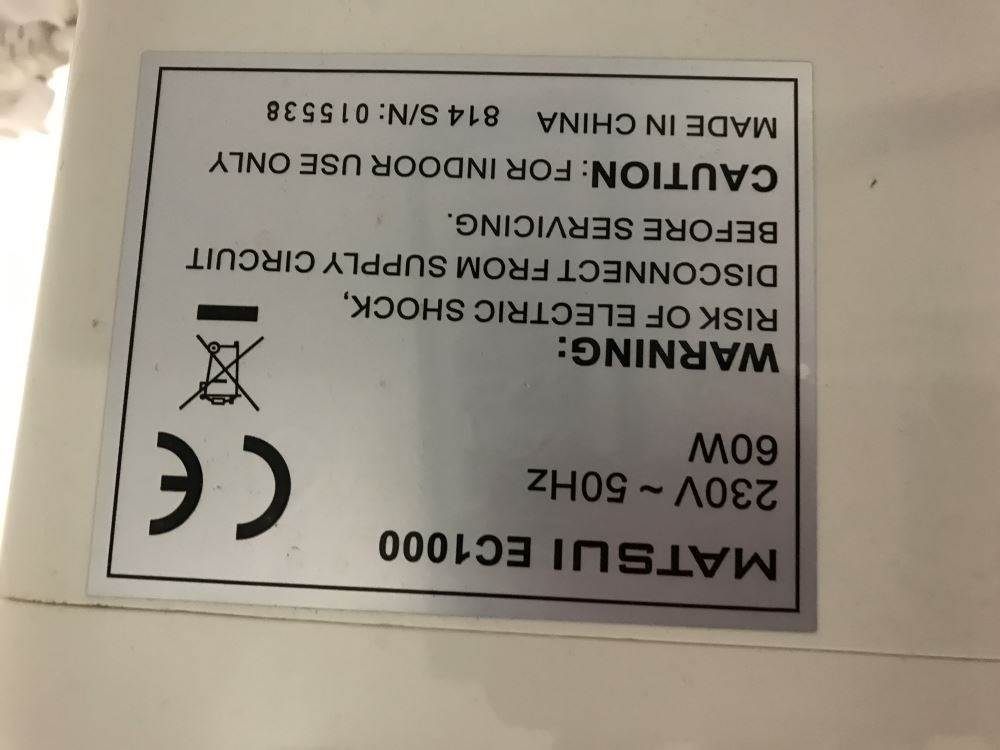 MATSUI EC1000
230V ~ 50Hz
60W
CE
WARNING:
RISK OF ELECTRIC SHOCK,
DISCONNECT FROM SUPPLY CIRCUIT
BEFORE SERVICING.
CAUTION: FOR INDOOR USE ONLY
MADE IN CHINA 814 S/N: 015538